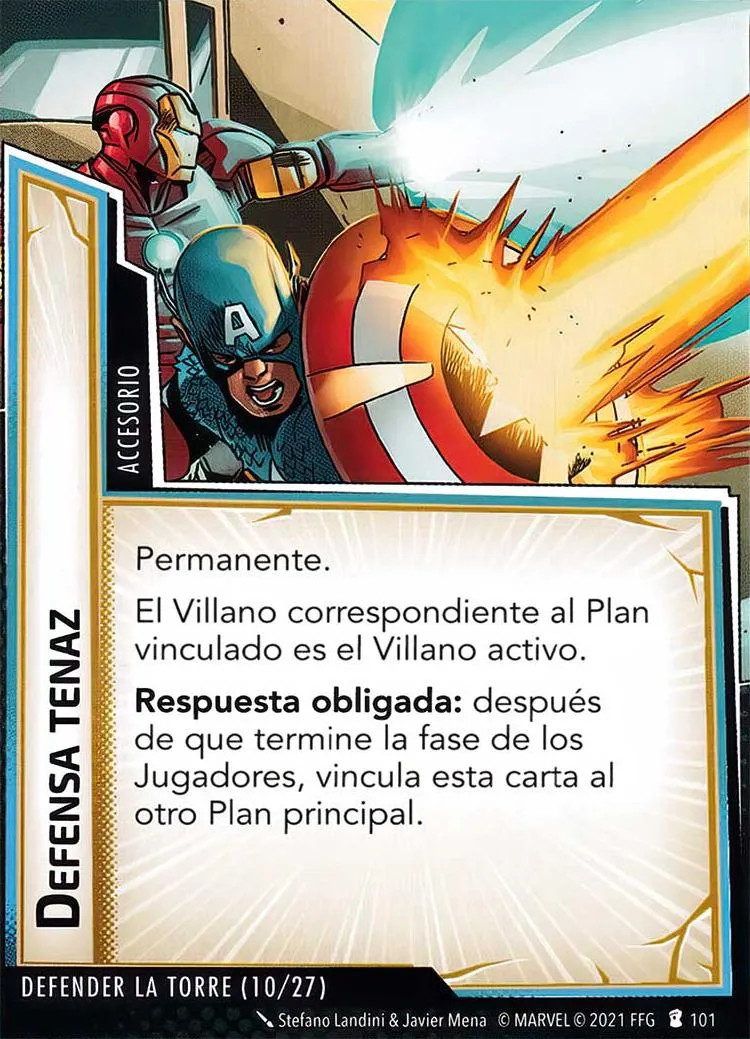 A
ACCESORIO
DEFENSA TENAZ
Permanente.
El Villano correspondiente al Plan
vinculado es el Villano activo.
Respuesta obligada: después
de que termine la fase de los
Jugadores, vincula esta carta al
otro Plan principal.
DEFENDER LA TORRE (10/27)
Stefano Landini & Javier Mena © MARVEL © 2021 FFG 101